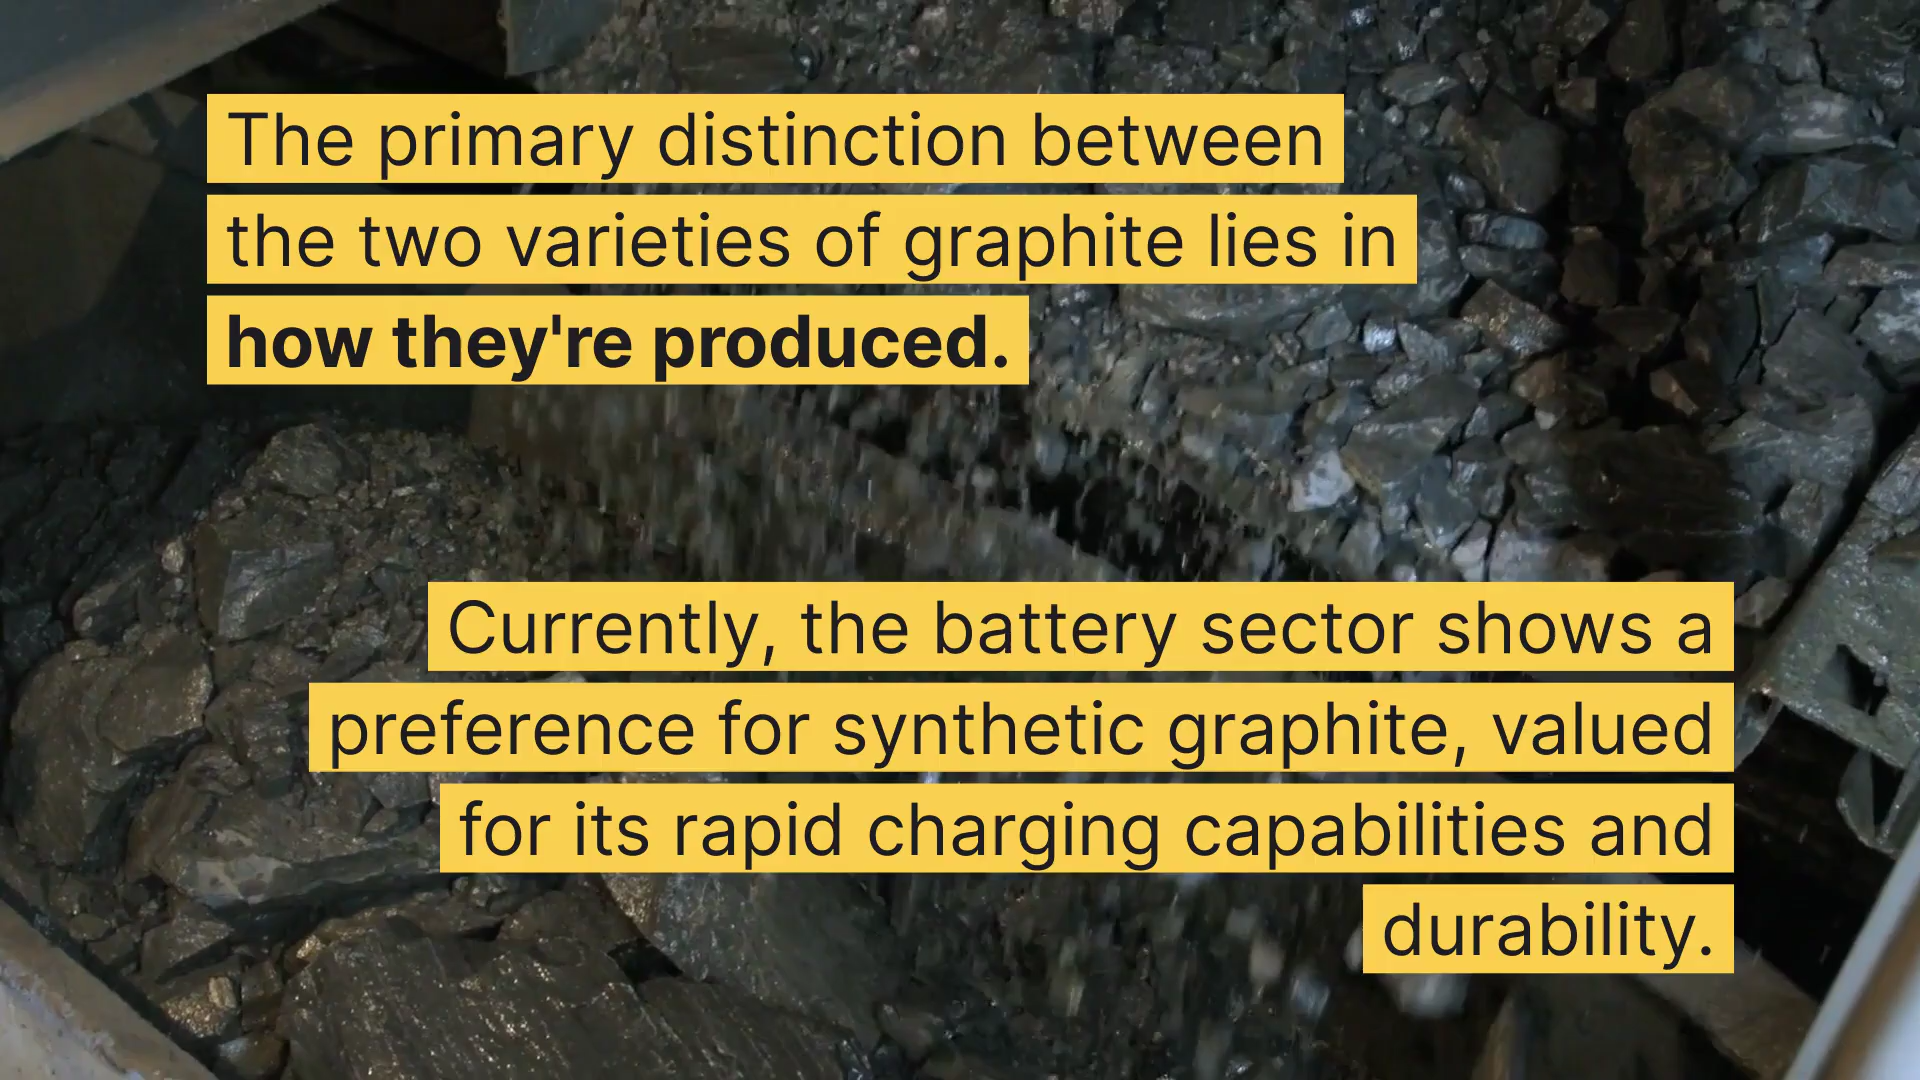 The primary distinction between
the two varieties of graphite lies in
how they're produced.
Currently, the battery sector shows a
preference for synthetic graphite, valued
for its rapid charging capabilities and
durability.